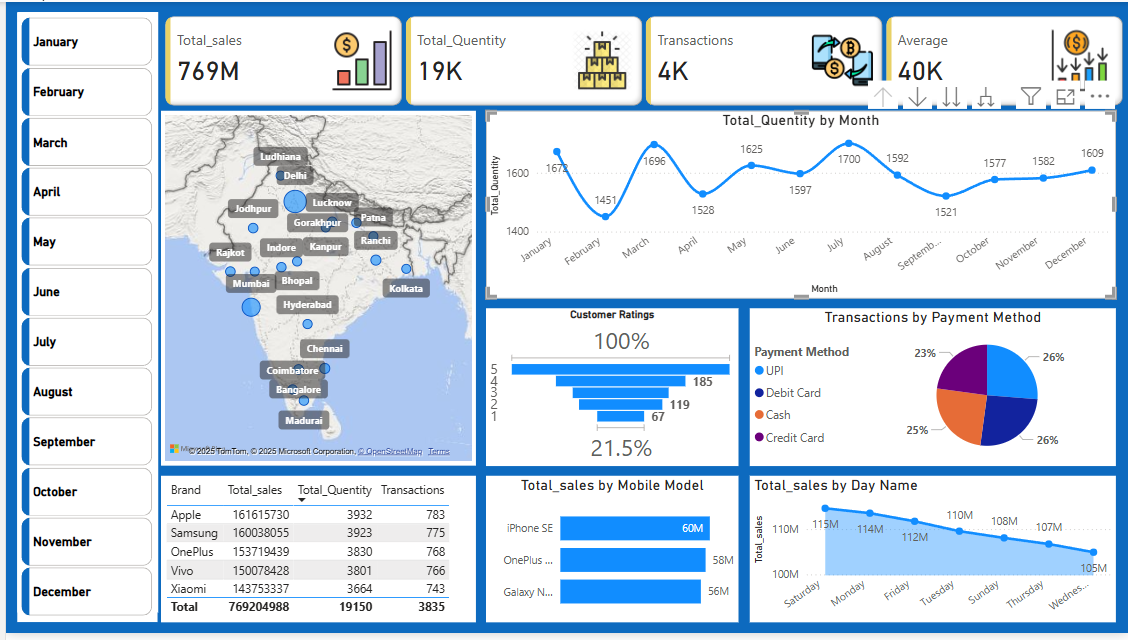 January
February
March
April
May
June
July
August
September
October
November
December
Total_sales
769M
Total_Quentity
19K
Transactions
4K
Average
40K
Ludhiana
Delhi
Lucknow
Jodhpur
Gorakhpur
Patna
Ranchi
Indore
Kanpur
Rajkot
Mumbai
Bhopal
Kolkata
Hyderabad
Chennai
Coimbatore
Bangalore
Madurai
© 2025 TomTom, © 2025 Microsoft Corporation, © OpenStreetMap Terms
Total_Quentity by Month
Total_Quentity
1600
1400
1672
1451
1696
1528
1625
1597
1700
1592
1521
1577
1582
1609
January
February
March
April
May
June
July
August
Septemb...
October
November
December
Month
Customer Ratings
100%
5
4 185
3
2 119
1 67
21.5%
Transactions by Payment Method
Payment Method
UPI
Debit Card
Cash
Credit Card
23%
26%
25%
26%
Brand Total_sales Total_Quentity Transactions
Apple 161615730 3932 783
Samsung 160038055 3923 775
OnePlus 153719439 3830 768
Vivo 150078428 3801 766
Xiaomi 143753337 3664 743
Total 769204988 19150 3835
Total_sales by Mobile Model
iPhone SE 60M
OnePlus ... 58M
Galaxy N... 56M
Total_sales by Day Name
Total_sales
110M
100M
115M
114M
112M
110M
108M
107M
105M
Saturday
Monday
Friday
Tuesday
Sunday
Thursday
Wednes...